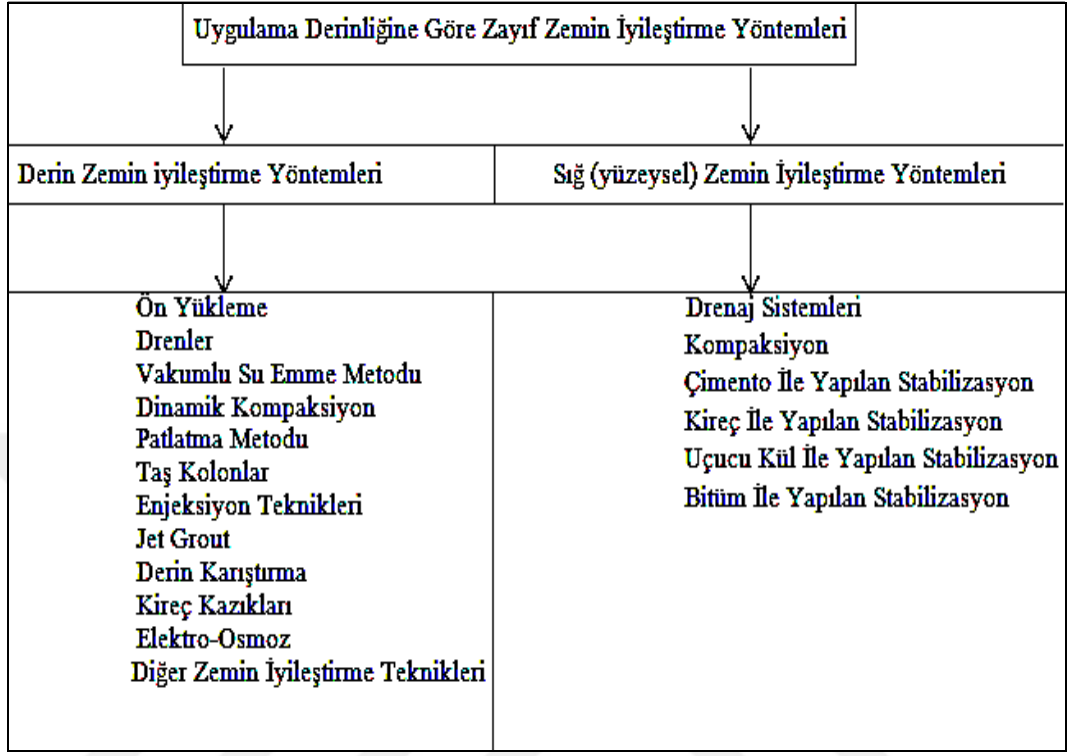 Uygulama Derinliğine Göre Zayıf Zemin İyileştirme Yöntemleri
Derin Zemin iyileştirme Yöntemleri
Sığ (yüzeysel) Zemin İyileştirme Yöntemleri
Ön Yükleme
Drenler
Vakumlu Su Emme Metodu
Dinamik Kompaksiyon
Patlatma Metodu
Taş Kolonlar
Enjeksiyon Teknikleri
Jet Grout
Derin Karıştırma
Kireç Kazıkları
Elektro-Osmoz
Diğer Zemin İyileştirme Teknikleri
Drenaj Sistemleri
Kompaksiyon
Çimento İle Yapılan Stabilizasyon
Kireç İle Yapılan Stabilizasyon
Uçucu Kül İle Yapılan Stabilizasyon
Bitüm İle Yapılan Stabilizasyon